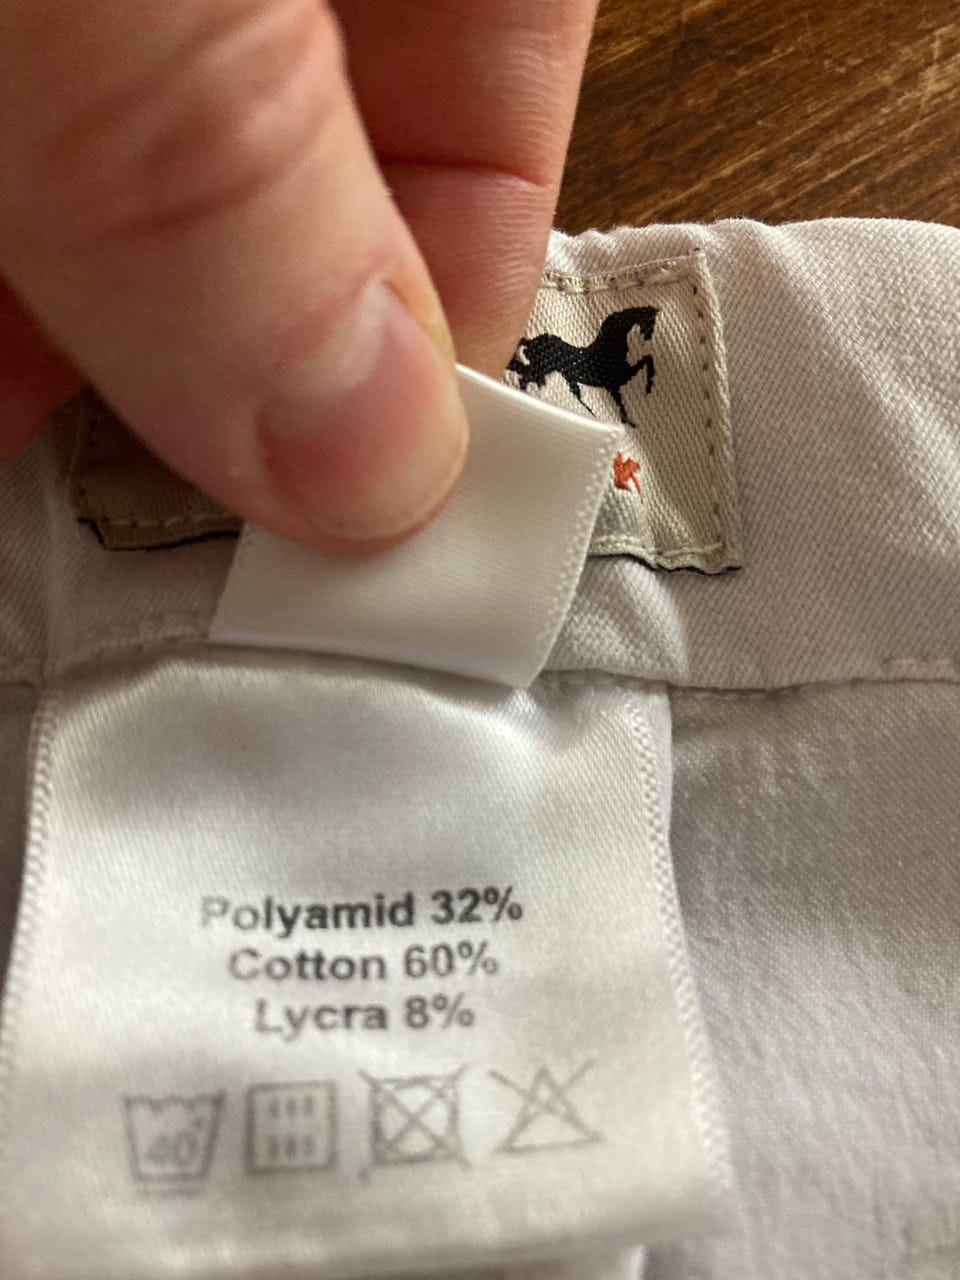 Polyamid 32%
Cotton 60%
Lycra 8%
40